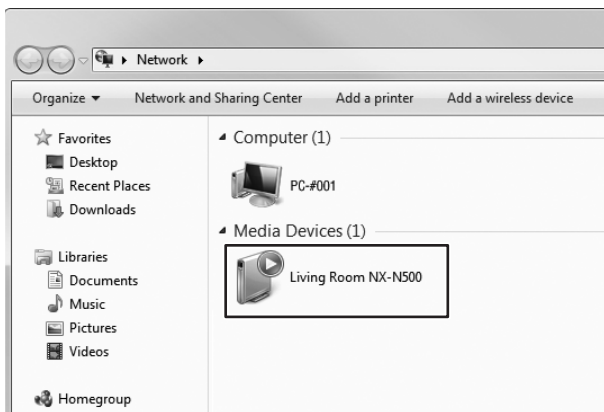 Network
Organize Network and Sharing Center Add a printer Add a wireless device
Favorites
Desktop
Recent Places
Downloads
Libraries
Documents
Music
Pictures
Videos
Homegroup
Computer (1)
PC-#001
Media Devices (1)
Living Room NX-N500